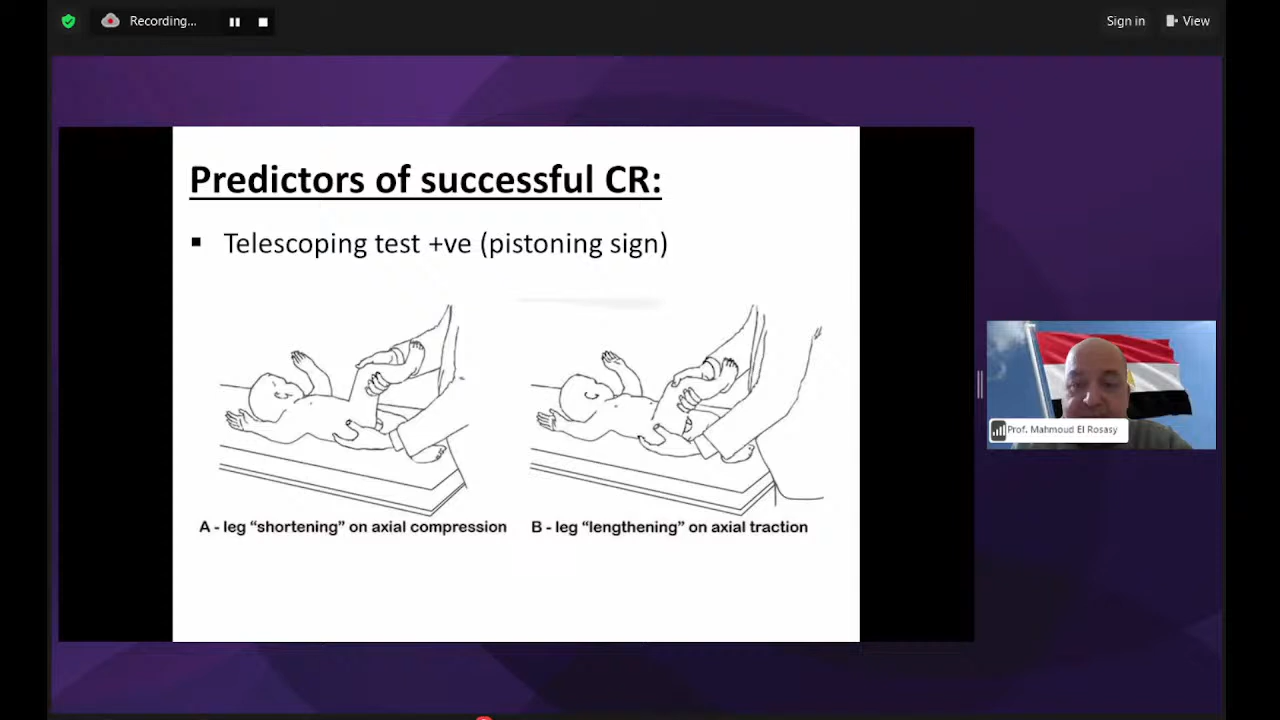 Recording...
Sign in
View
Predictors of successful CR:
▪ Telescoping test +ve (pistoning sign)
A - leg “shortening” on axial compression
B - leg “lengthening” on axial traction
Prof. Mahmoud El Rosasy